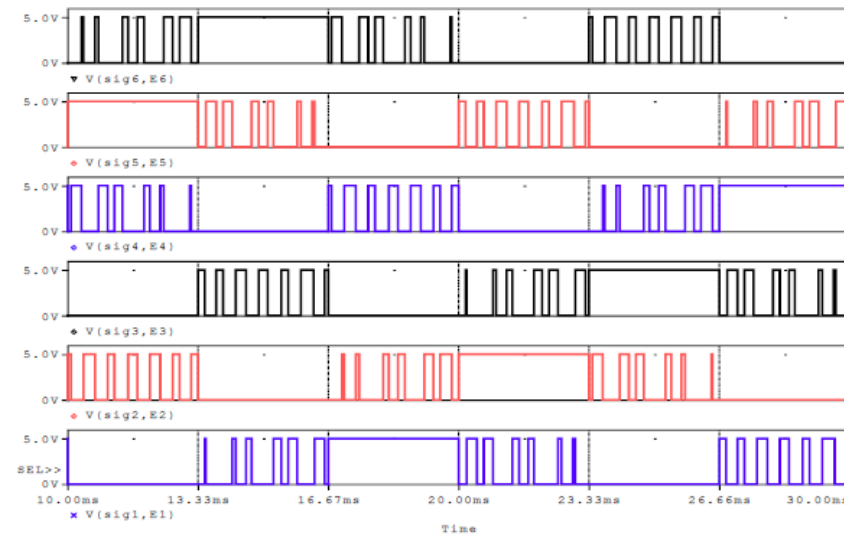 5.0V
0V
V(sig6,E6)
5.0V
0V
V(sig5,E5)
5.0V
0V
V(sig4,E4)
5.0V
0V
V(sig3,E3)
5.0V
0V
V(sig2,E2)
5.0V
SEL>>
0V
10.00ms 13.33ms 16.67ms 20.00ms 23.33ms 26.66ms 30.00ms
V(sig1,E1)
Time